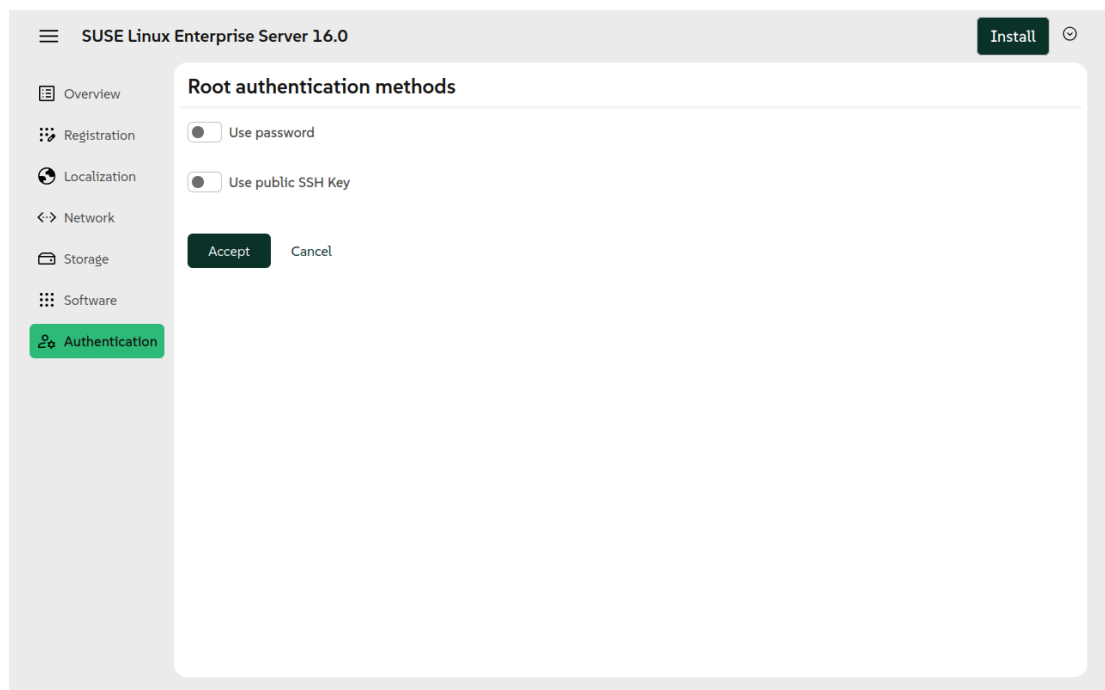 SUSE Linux Enterprise Server 16.0
Install
Overview
Registration
Localization
Network
Storage
Software
Authentication
Root authentication methods
Use password
Use public SSH Key
Accept
Cancel